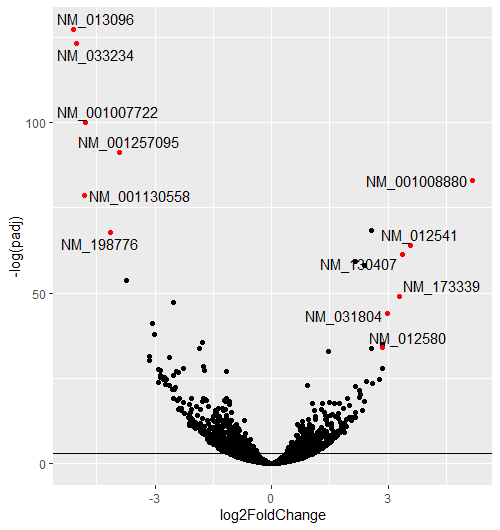 NM_013096
NM_033234
NM_001007722
NM_001257095
NM_001130558
NM_198776
NM_001008880
NM_012541
NM_130407
NM_173339
NM_031804
NM_012580
100
50
0
-log(padj)
-3
0
3
log2FoldChange